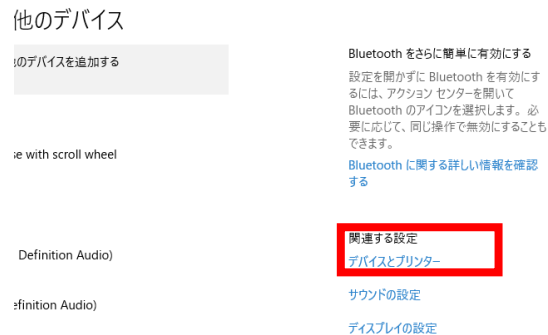 他のデバイス
のデバイスを追加する
se with scroll wheel
Definition Audio)
efinition Audio)
Bluetooth をさらに簡単に有効にする
設定を開かずに Bluetooth を有効にす
るには、アクション センターを開いて
Bluetooth のアイコンを選択します。必
要に応じて、同じ操作で無効にすることも
できます。
Bluetooth に関する詳しい情報を確認
する
関連する設定
デバイスとプリンター
サウンドの設定
ディスプレイの設定